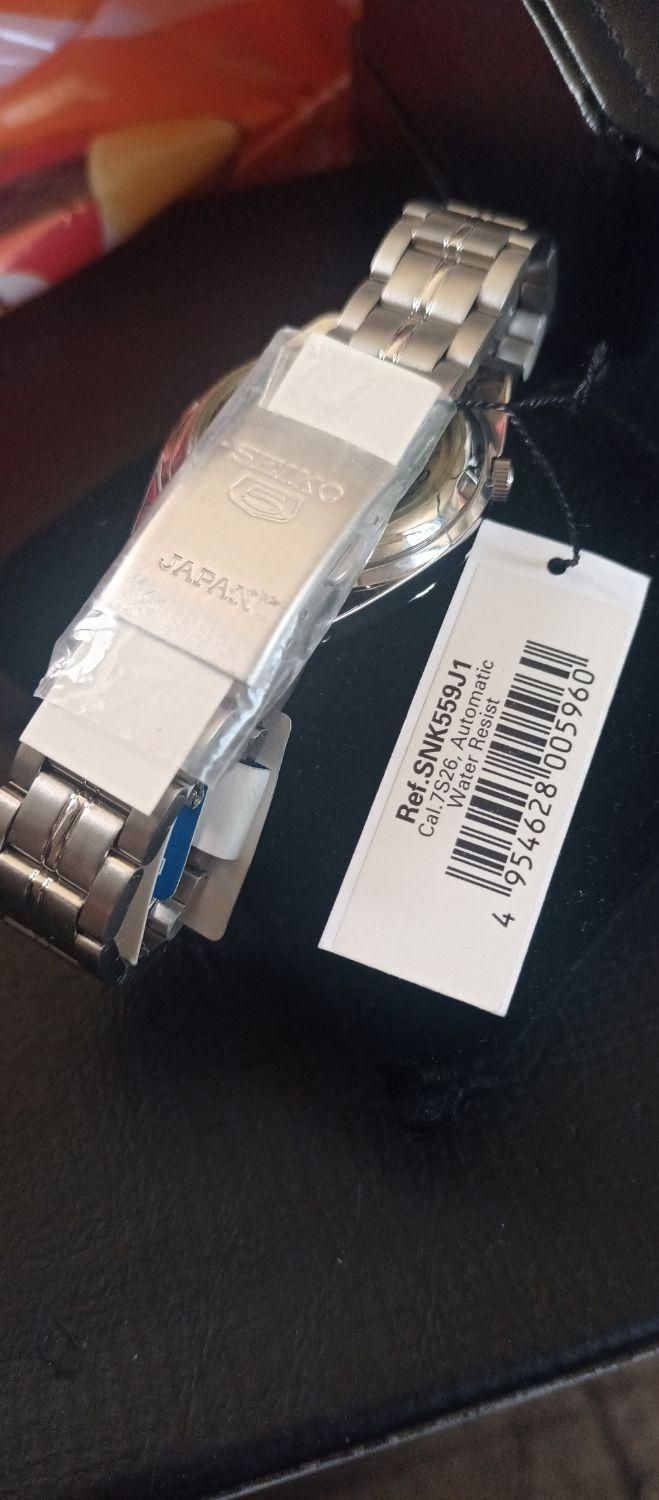 SEIKO
5
JAPAN
Ref.SNK559J1
Cal.7S26, Automatic
Water Resist
4 954628 005960